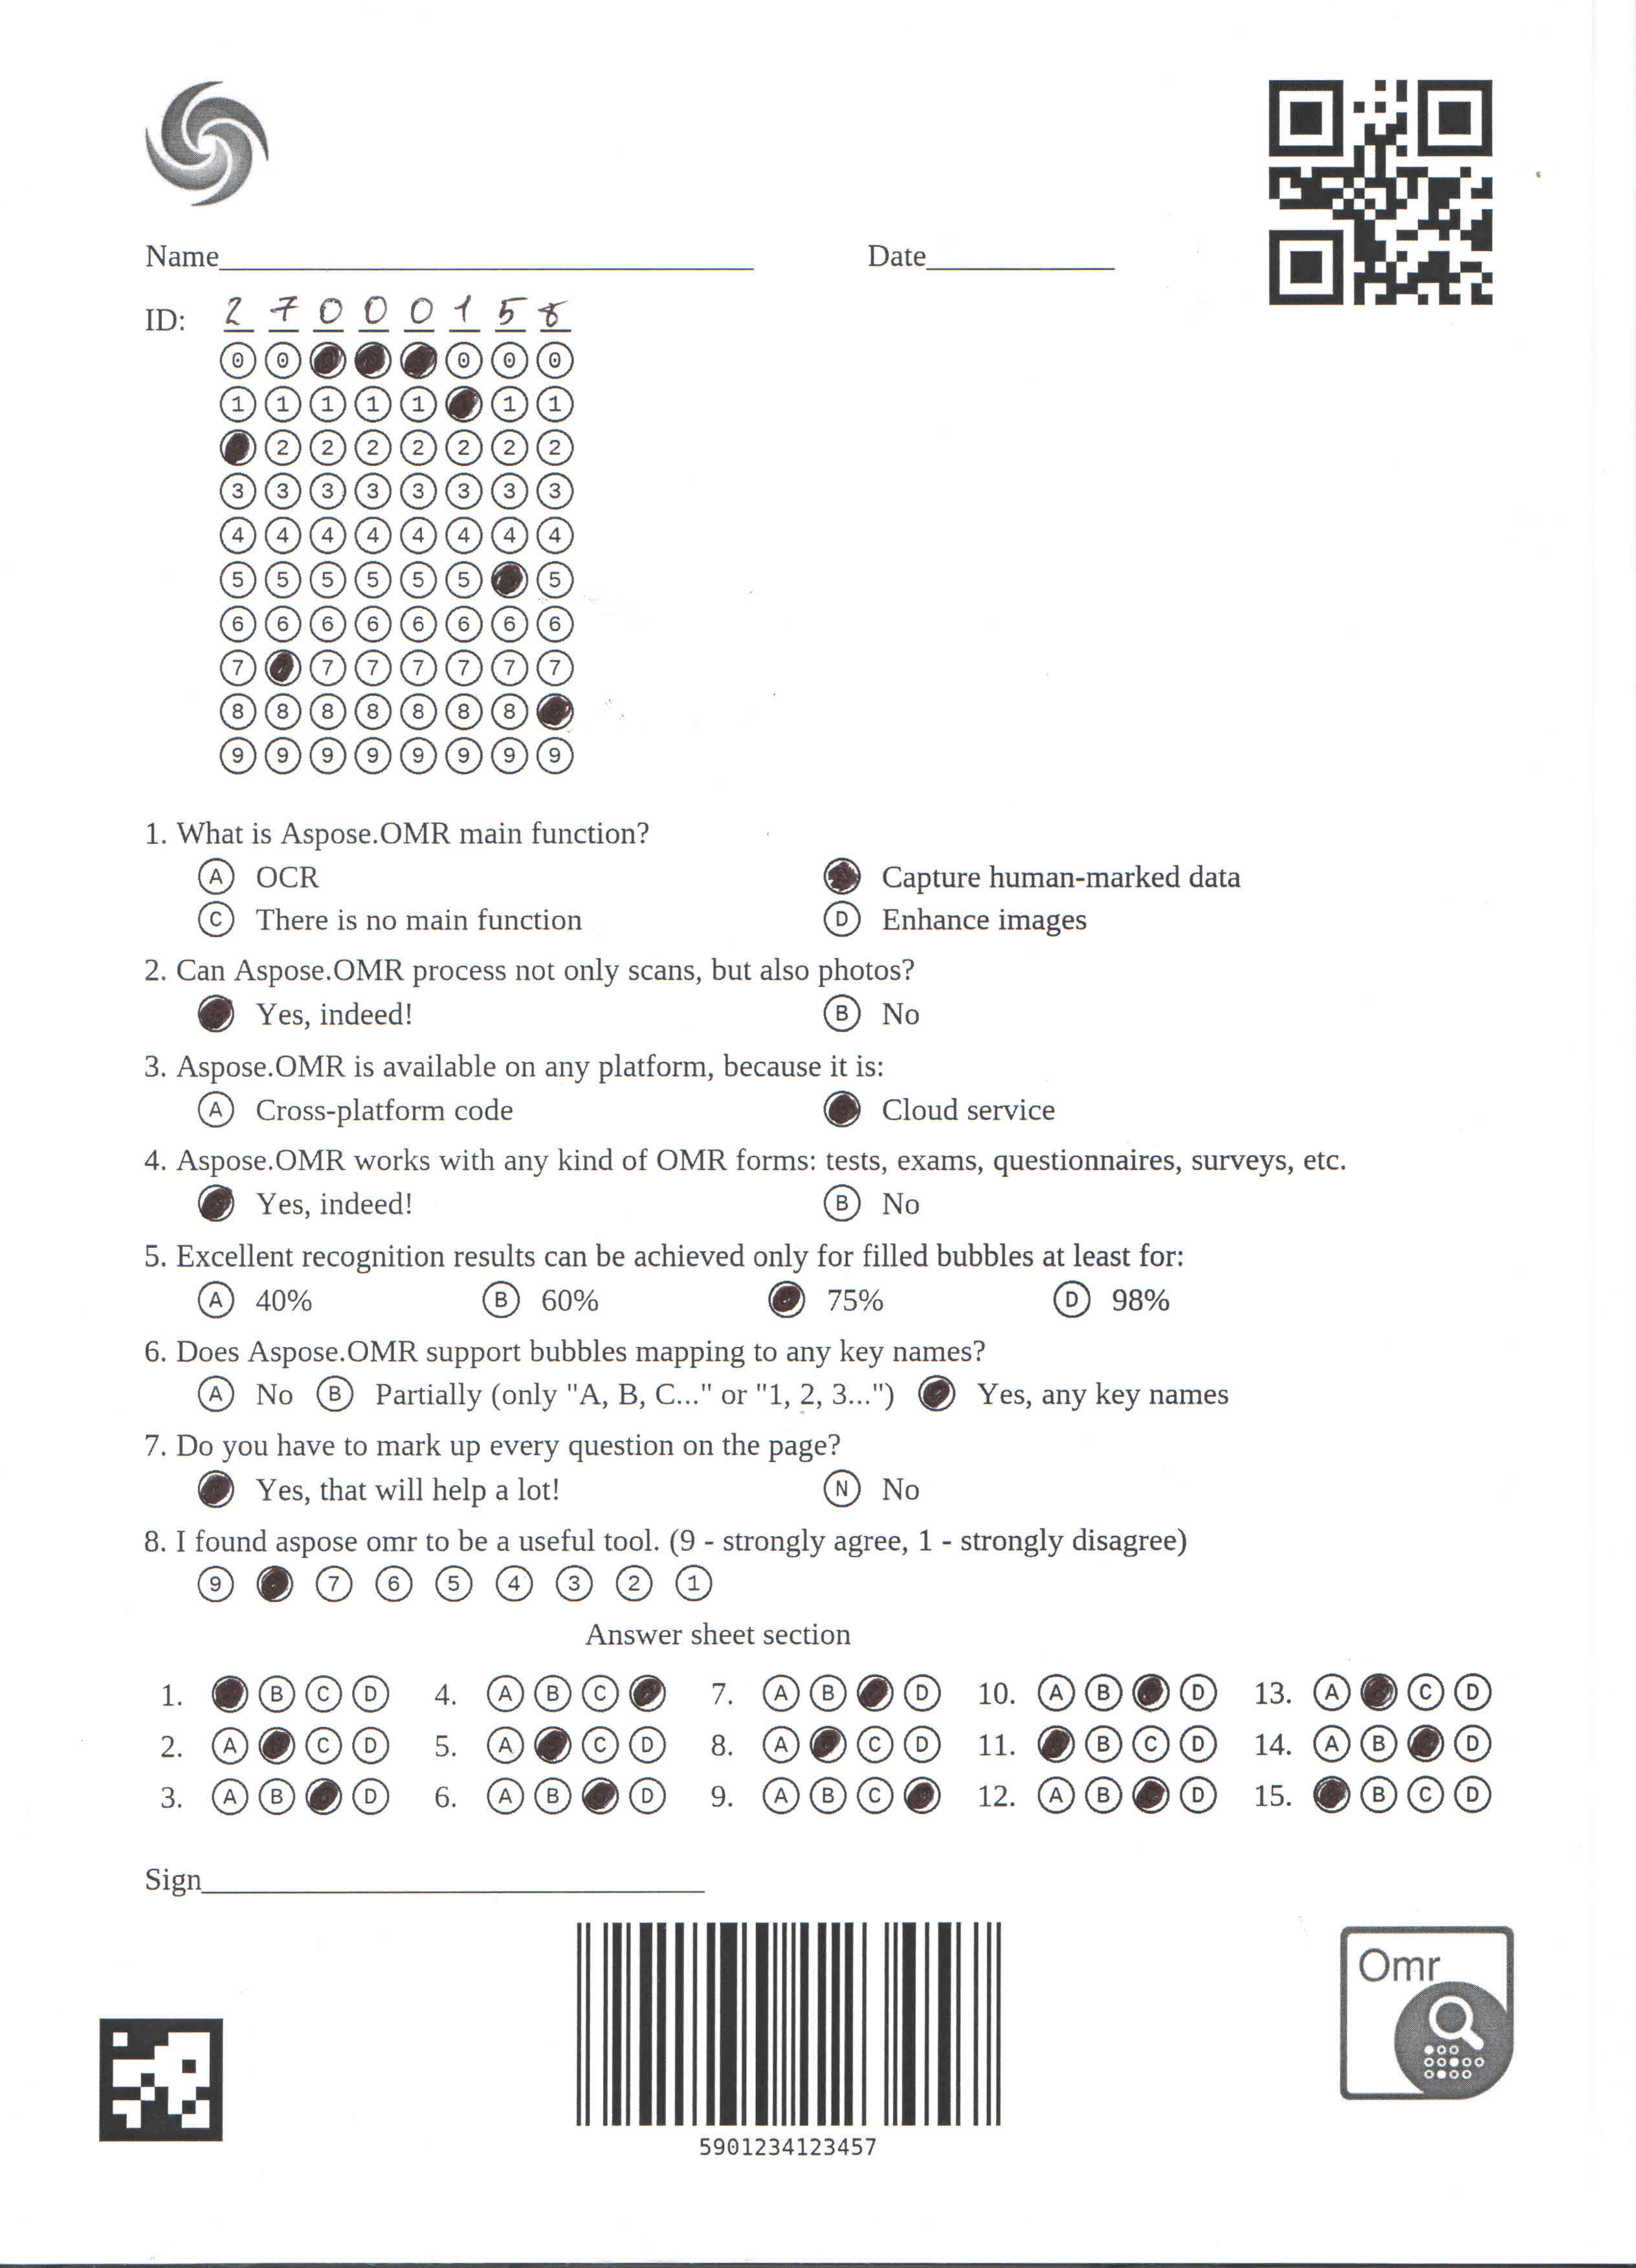 Name Date
ID: 2 7 0 0 0 1 5 8
0 0 0 0 0
1 1 1 1 1 1 1
2 2 2 2 2 2 2
3 3 3 3 3 3 3 3
4 4 4 4 4 4 4 4
5 5 5 5 5 5 5
6 6 6 6 6 6 6 6
7 7 7 7 7 7 7
8 8 8 8 8 8 8
9 9 9 9 9 9 9 9
1. What is Aspose.OMR main function?
A OCR Capture human-marked data
C There is no main function D Enhance images
2. Can Aspose.OMR process not only scans, but also photos?
Yes, indeed! B No
3. Aspose.OMR is available on any platform, because it is:
A Cross-platform code Cloud service
4. Aspose.OMR works with any kind of OMR forms: tests, exams, questionnaires, surveys, etc.
Yes, indeed! B No
5. Excellent recognition results can be achieved only for filled bubbles at least for:
A 40% B 60% 75% D 98%
6. Does Aspose.OMR support bubbles mapping to any key names?
A No B Partially (only "A, B, C..." or "1, 2, 3...") Yes, any key names
7. Do you have to mark up every question on the page?
Yes, that will help a lot! N No
8. I found aspose omr to be a useful tool. (9 - strongly agree, 1 - strongly disagree)
9 7 6 5 4 3 2 1
Answer sheet section
1. B C D 4. A B C 7. A B D 10. A B D 13. A C D
2. A C D 5. A C D 8. A C D 11. B C D 14. A B D
3. A B D 6. A B D 9. A B C 12. A B D 15. B C D
Sign
Omr
5901234123457